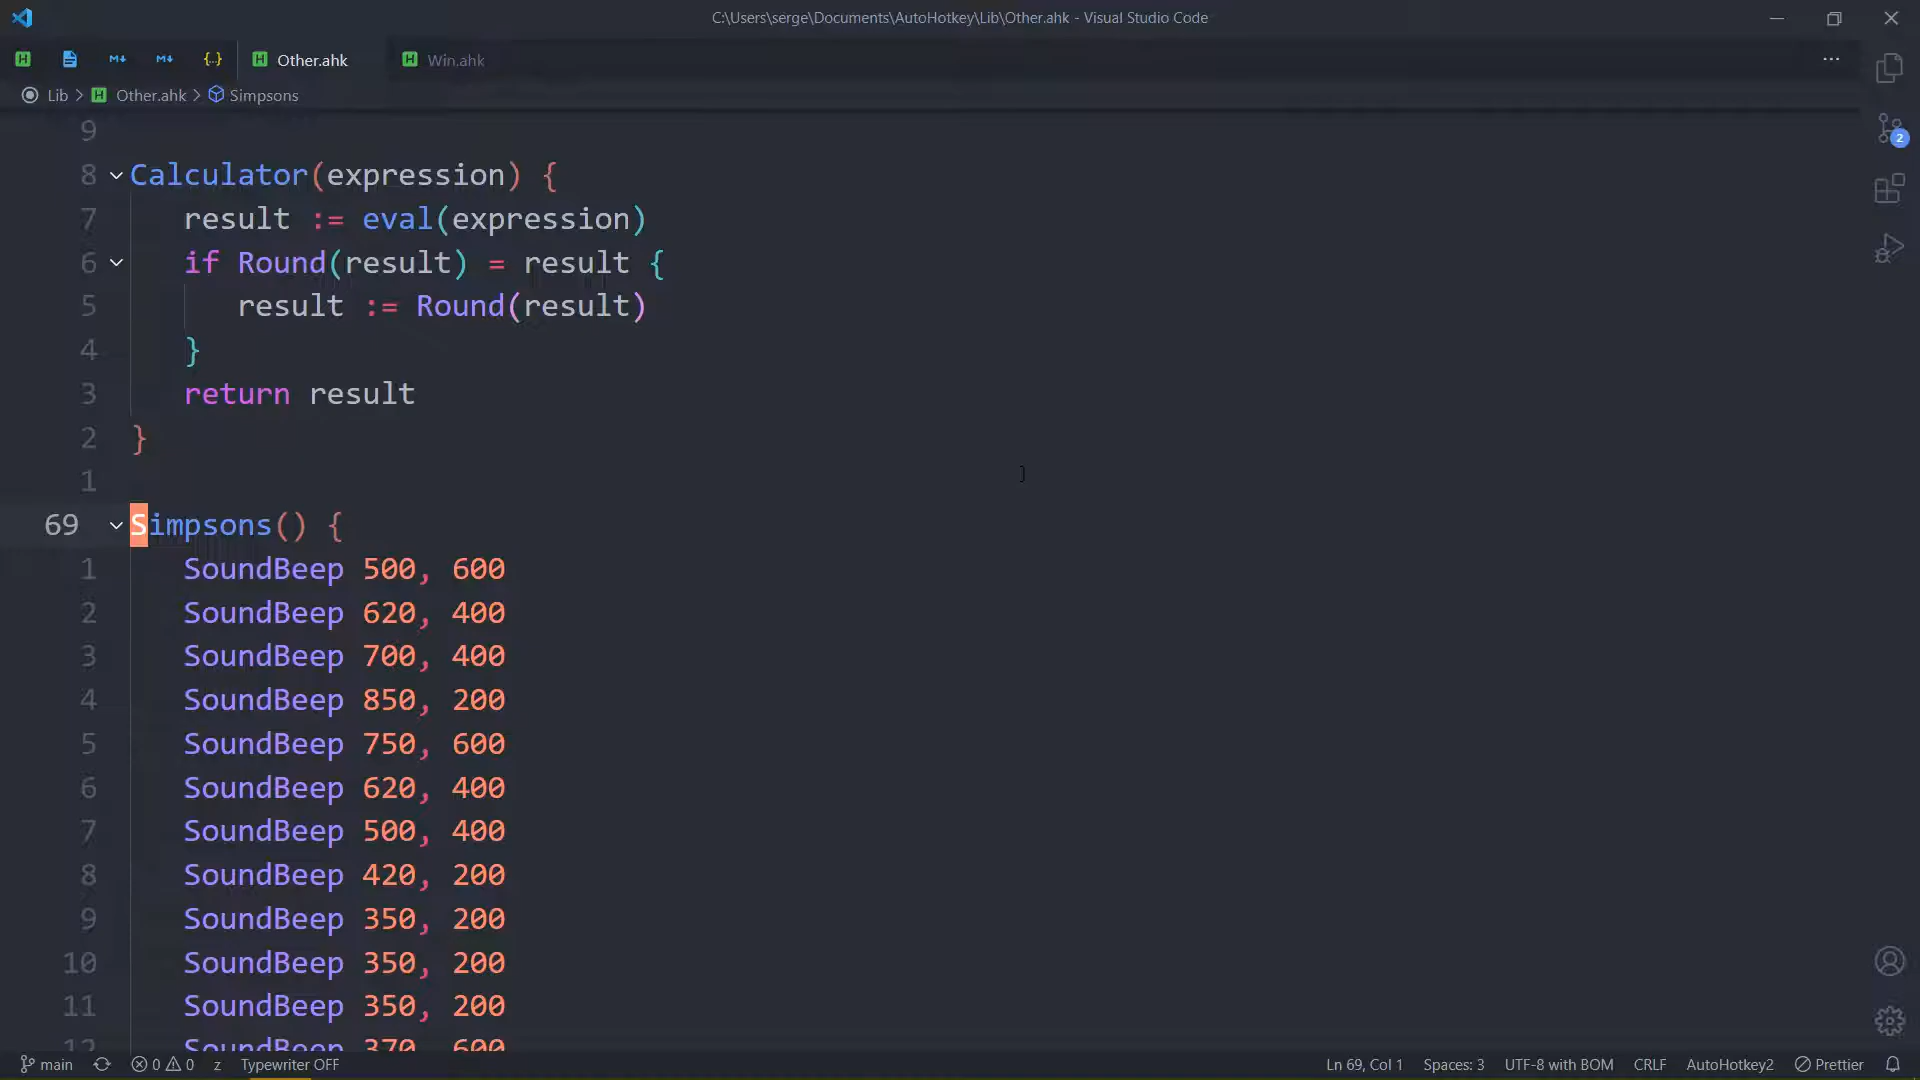 C:\Users\serge\Documents\AutoHotkey\Lib\Other.ahk - Visual Studio Code
Other.ahk
Win.ahk
Lib > Other.ahk > Simpsons
9
8 Calculator(expression) {
7 result := eval(expression)
6 if Round(result) = result {
5 result := Round(result)
4 }
3 return result
2 }
1
69 Simpsons() {
1 SoundBeep 500, 600
2 SoundBeep 620, 400
3 SoundBeep 700, 400
4 SoundBeep 850, 200
5 SoundBeep 750, 600
6 SoundBeep 620, 400
7 SoundBeep 500, 400
8 SoundBeep 420, 200
9 SoundBeep 350, 200
10 SoundBeep 350, 200
11 SoundBeep 350, 200
12 SoundBeep 370, 600
2
main 0 0 z Typewriter OFF Ln 69, Col 1 Spaces: 3 UTF-8 with BOM CRLF AutoHotkey2 Prettier